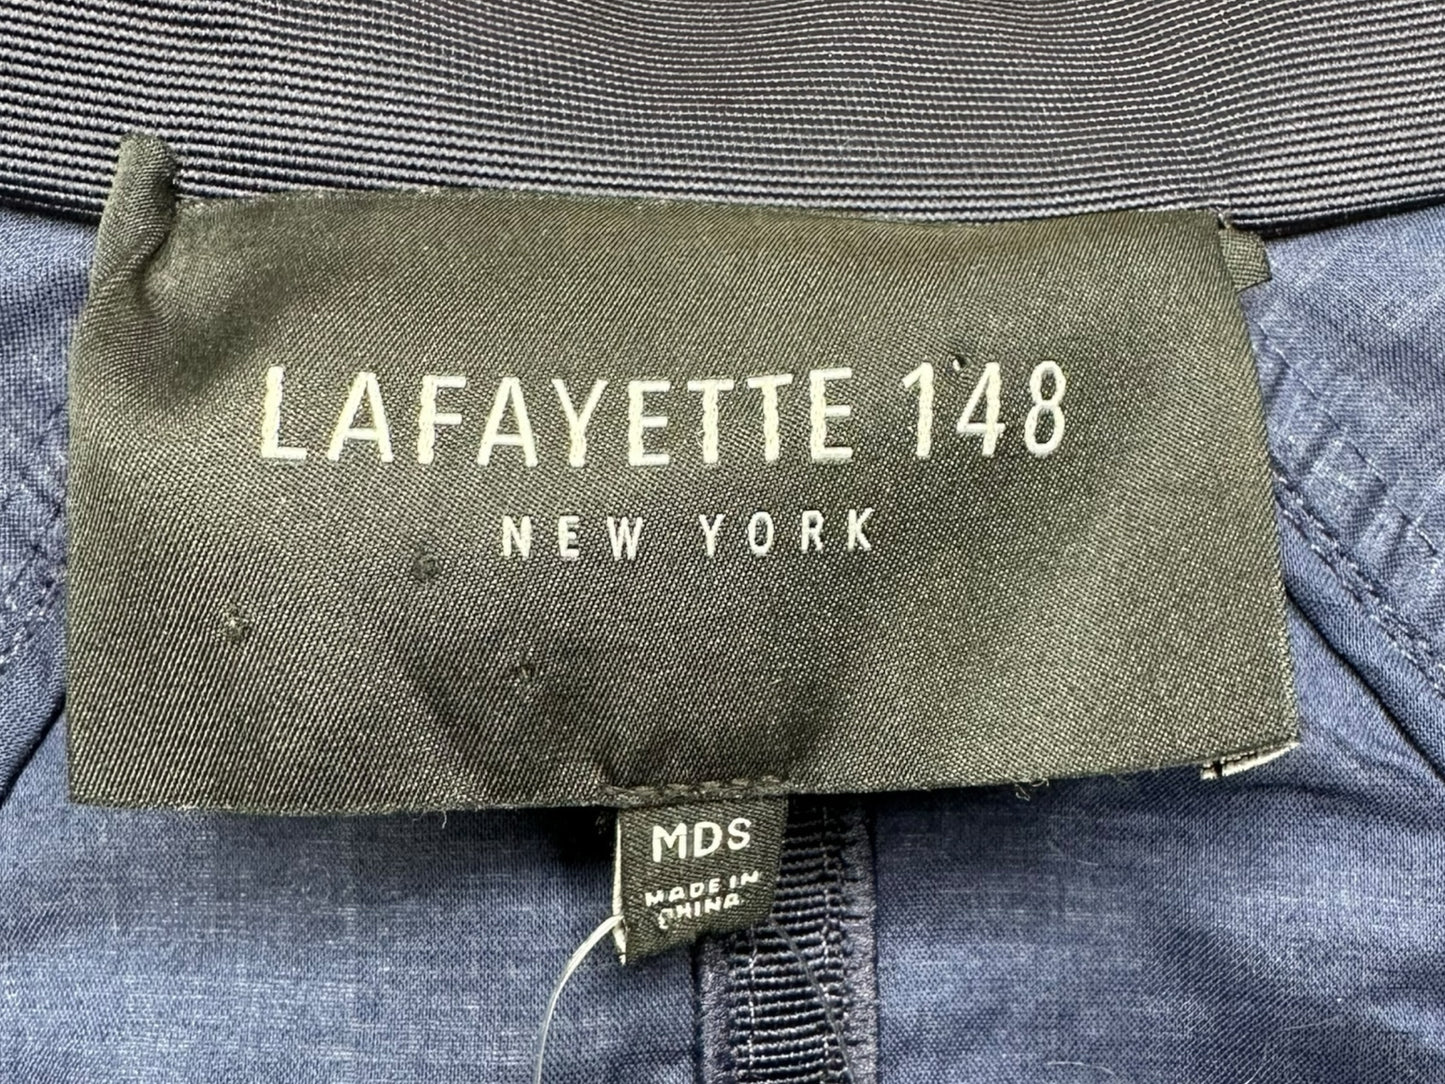 LAFAYETTE 148
NEW YORK
MDS
MADE IN
CHINA